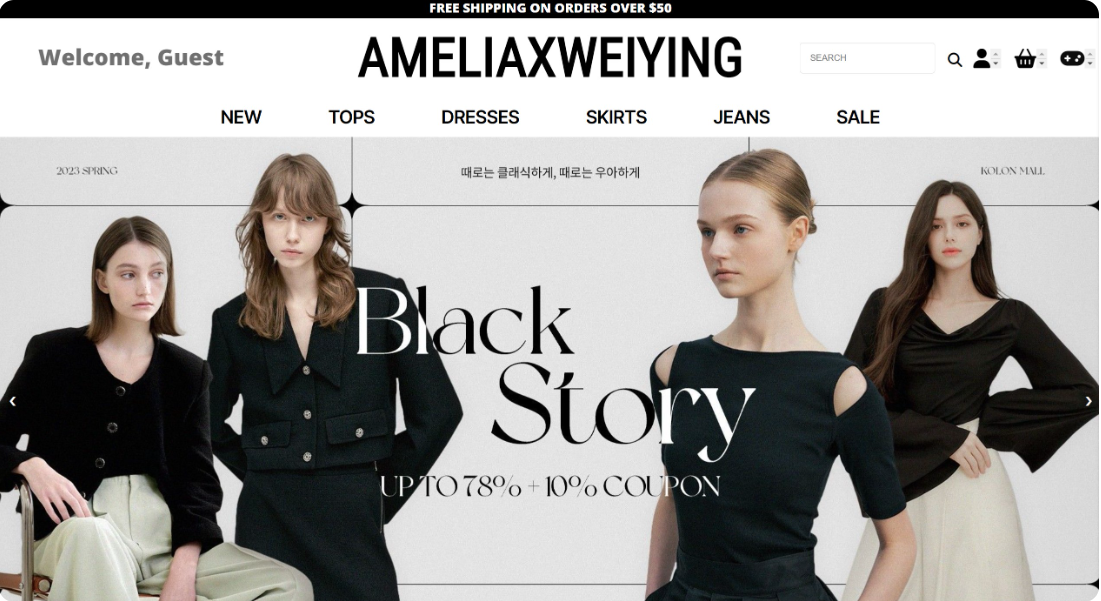 FREE SHIPPING ON ORDERS OVER $50
Welcome, Guest
AMELIAXWEIYING
SEARCH
NEW TOPS DRESSES SKIRTS JEANS SALE
2023 SPRING
때로는 클래식하게, 때로는 우아하게
KOLON MALL
Black
Story
UP TO 78% + 10% COUPON